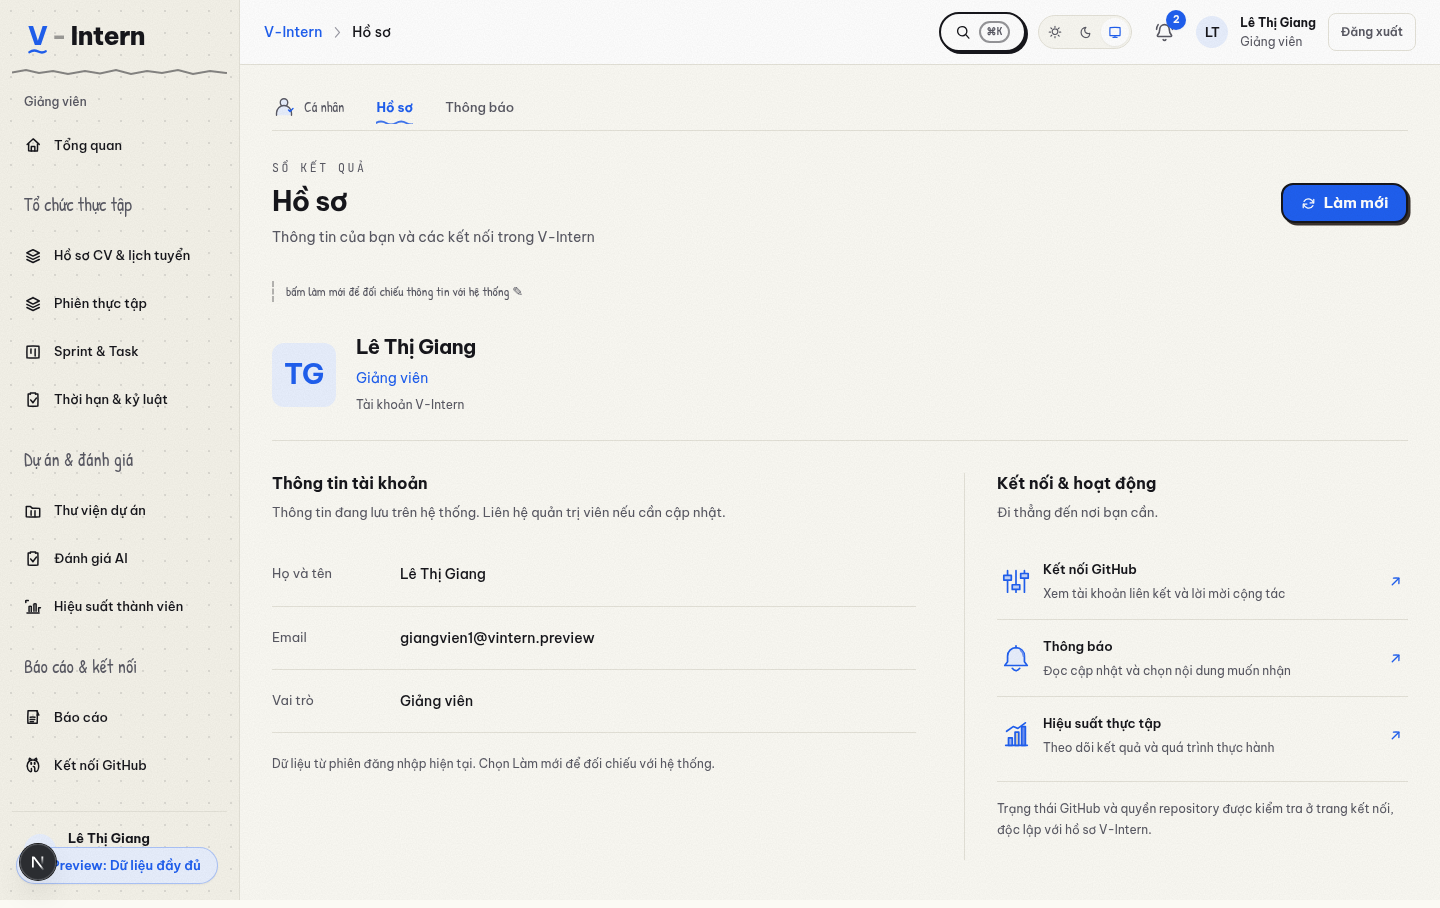 V - Intern
Giảng viên
Tổng quan
Tổ chức thực tập
Hồ sơ CV & lịch tuyển
Phiên thực tập
Sprint & Task
Thời hạn & kỷ luật
Dự án & đánh giá
Thư viện dự án
Đánh giá AI
Hiệu suất thành viên
Báo cáo & kết nối
Báo cáo
Kết nối GitHub
Lê Thị Giang
Preview: Dữ liệu đầy đủ
N
V-Intern > Hồ sơ
⌘K
2
LT
Lê Thị Giang
Giảng viên
Đăng xuất
Cá nhân
Hồ sơ
Thông báo
SỔ KẾT QUẢ
Hồ sơ
Thông tin của bạn và các kết nối trong V-Intern
Làm mới
bấm làm mới để đối chiếu thông tin với hệ thống ✎
TG
Lê Thị Giang
Giảng viên
Tài khoản V-Intern
Thông tin tài khoản
Thông tin đang lưu trên hệ thống. Liên hệ quản trị viên nếu cần cập nhật.
Họ và tên Lê Thị Giang
Email giangvien1@vintern.preview
Vai trò Giảng viên
Dữ liệu từ phiên đăng nhập hiện tại. Chọn Làm mới để đối chiếu với hệ thống.
Kết nối & hoạt động
Đi thẳng đến nơi bạn cần.
Kết nối GitHub
Xem tài khoản liên kết và lời mời cộng tác
Thông báo
Đọc cập nhật và chọn nội dung muốn nhận
Hiệu suất thực tập
Theo dõi kết quả và quá trình thực hành
Trạng thái GitHub và quyền repository được kiểm tra ở trang kết nối,
độc lập với hồ sơ V-Intern.